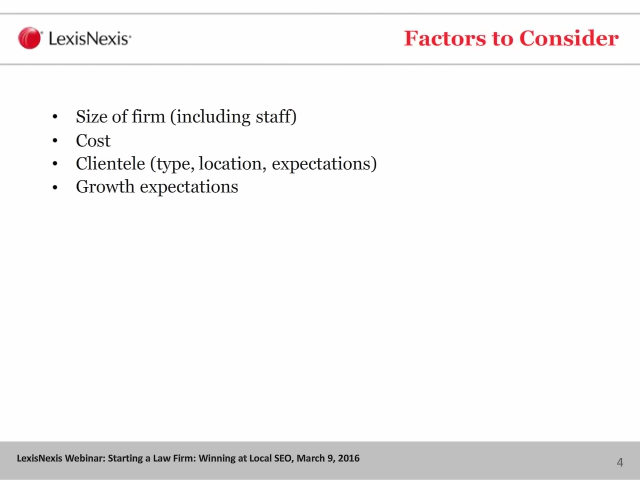 LexisNexis®
Factors to Consider
• Size of firm (including staff)
• Cost
• Clientele (type, location, expectations)
• Growth expectations
LexisNexis Webinar: Starting a Law Firm: Winning at Local SEO, March 9, 2016
4